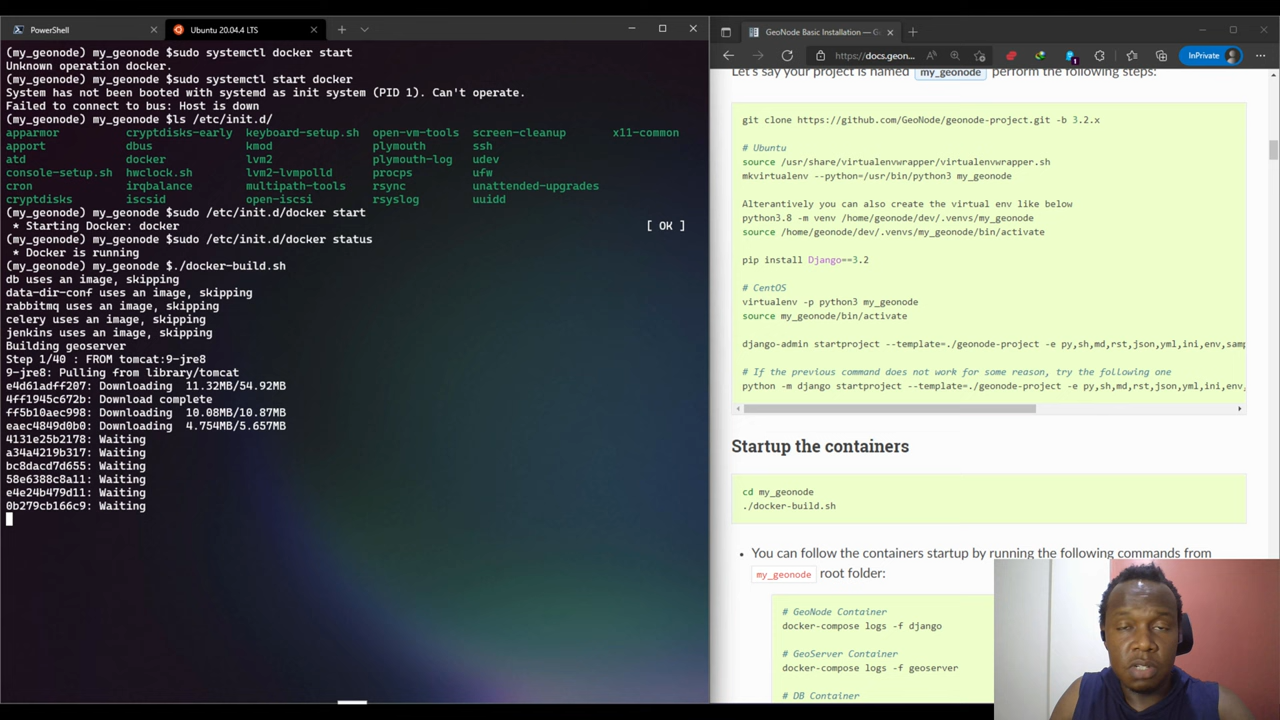 PowerShell
Ubuntu 20.04.4 LTS
(my_geonode) my_geonode $sudo systemctl docker start
Unknown operation docker.
(my_geonode) my_geonode $sudo systemctl start docker
System has not been booted with systemd as init system (PID 1). Can't operate.
Failed to connect to bus: Host is down
(my_geonode) my_geonode $ls /etc/init.d/
apparmor cryptdisks-early keyboard-setup.sh open-vm-tools screen-cleanup x11-common
apport dbus kmod plymouth ssh
atd docker lvm2 plymouth-log udev
console-setup.sh hwclock.sh lvm2-lvmpolld procps ufw
cron irqbalance multipath-tools rsync unattended-upgrades
cryptdisks iscsid open-iscsi rsyslog uuidd
(my_geonode) my_geonode $sudo /etc/init.d/docker start
* Starting Docker: docker [ OK ]
(my_geonode) my_geonode $sudo /etc/init.d/docker status
* Docker is running
(my_geonode) my_geonode $./docker-build.sh
db uses an image, skipping
data-dir-conf uses an image, skipping
rabbitmq uses an image, skipping
celery uses an image, skipping
jenkins uses an image, skipping
Building geoserver
Step 1/40 : FROM tomcat:9-jre8
9-jre8: Pulling from library/tomcat
e4d61adff207: Downloading 11.32MB/54.92MB
4ff1945c672b: Download complete
ff5b10aec998: Downloading 10.08MB/10.87MB
eaec4849d0b0: Downloading 4.754MB/5.657MB
4131e25b2178: Waiting
a34a4219b317: Waiting
bc8dacd7d655: Waiting
58e6388c8a11: Waiting
e4e24b479d11: Waiting
0b279cb166c9: Waiting
GeoNode Basic Installation — Ge
https://docs.geon...
InPrivate
Let's say your project is named my_geonode perform the following steps:
git clone https://github.com/GeoNode/geonode-project.git -b 3.2.x
# Ubuntu
source /usr/share/virtualenvwrapper/virtualenvwrapper.sh
mkvirtualenv --python=/usr/bin/python3 my_geonode
Alterantively you can also create the virtual env like below
python3.8 -m venv /home/geonode/dev/.venvs/my_geonode
source /home/geonode/dev/.venvs/my_geonode/bin/activate
pip install Django==3.2
# CentOS
virtualenv -p python3 my_geonode
source my_geonode/bin/activate
django-admin startproject --template=./geonode-project -e py,sh,md,rst,json,yml,ini,env,samp
# If the previous command does not work for some reason, try the following one
python -m django startproject --template=./geonode-project -e py,sh,md,rst,json,yml,ini,env,
Startup the containers
cd my_geonode
./docker-build.sh
• You can follow the containers startup by running the following commands from
my_geonode root folder:
# GeoNode Container
docker-compose logs -f django
# GeoServer Container
docker-compose logs -f geoserver
# DB Container